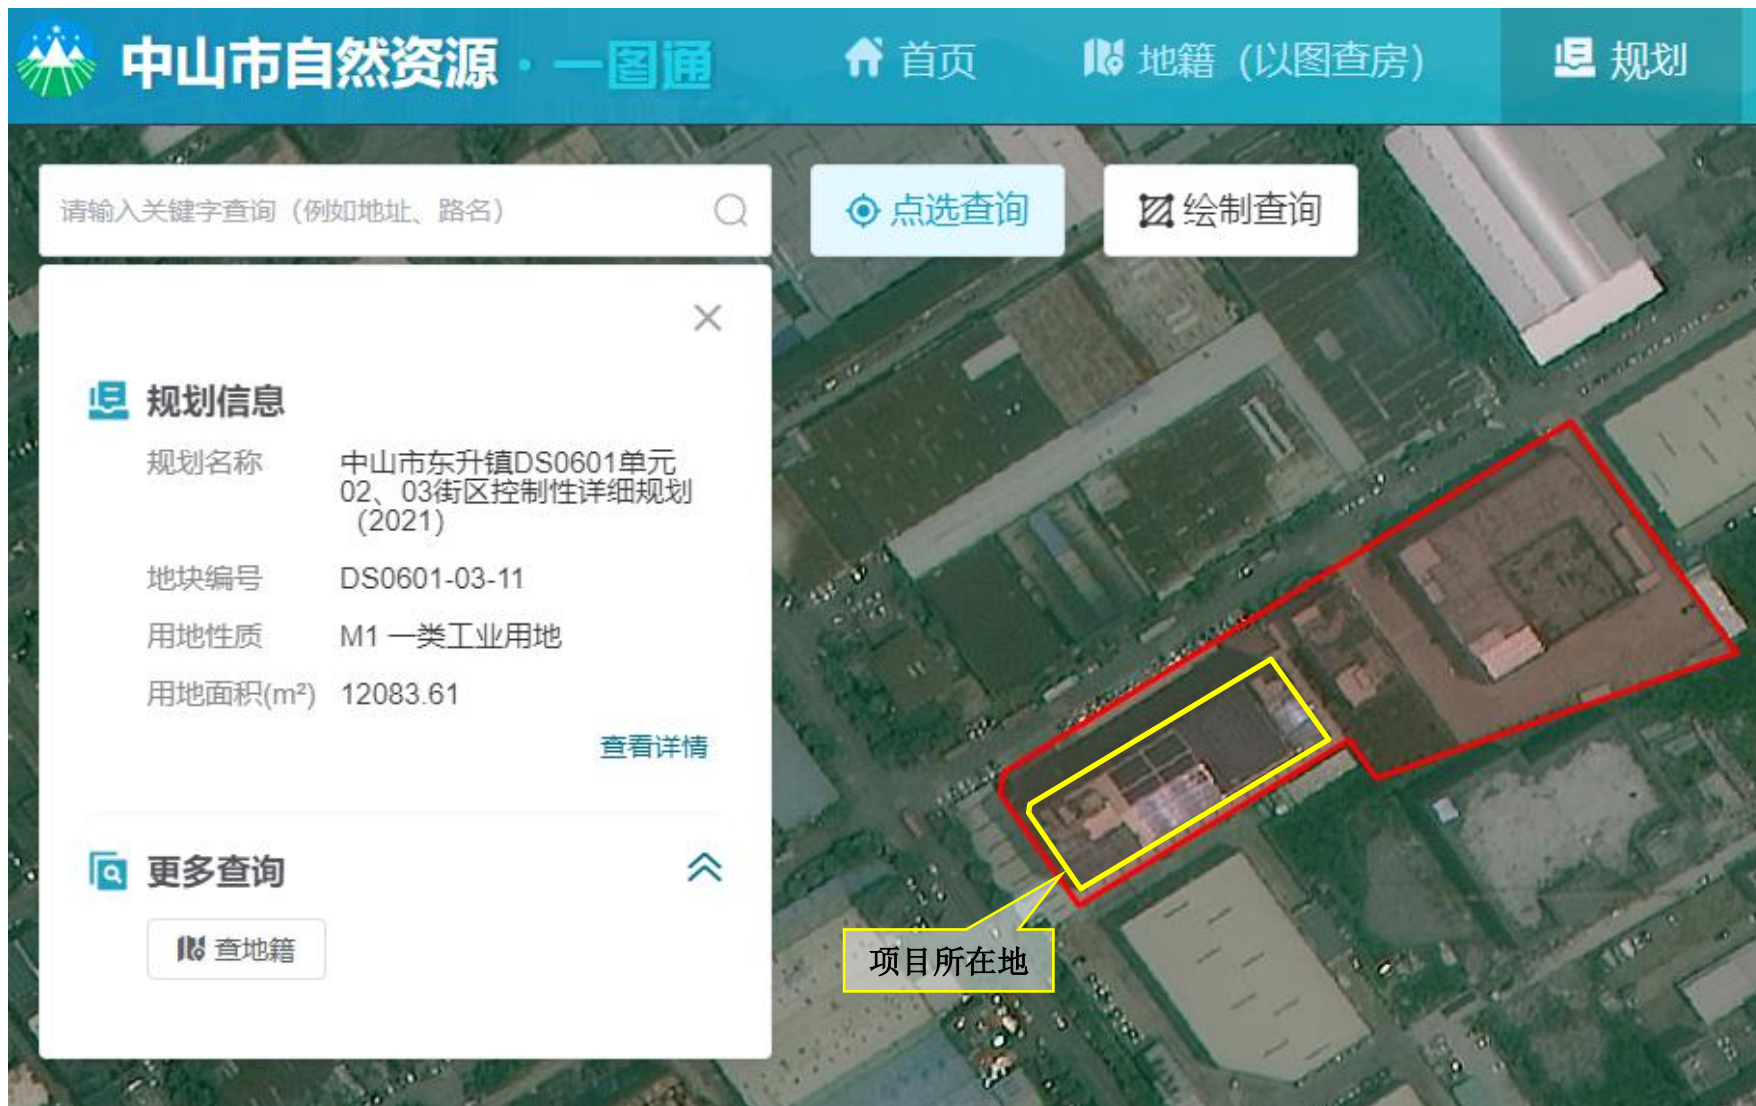 中山市自然资源·一图通
首页
地籍（以图查房）
规划
请输入关键字查询（例如地址、路名）
点选查询
绘制查询
规划信息
规划名称
中山市东升镇DS0601单元
02、03街区控制性详细规划
（2021）
地块编号
DS0601-03-11
用地性质
M1 一类工业用地
用地面积(m²)
12083.61
查看详情
更多查询
查地籍
项目所在地